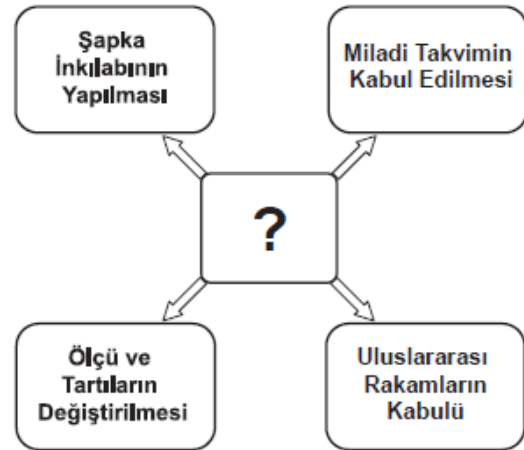 Şapka
İnkılabının
Yapılması
Miladi Takvimin
Kabul Edilmesi
?
Ölçü ve
Tartıların
Değiştirilmesi
Uluslararası
Rakamların
Kabulü